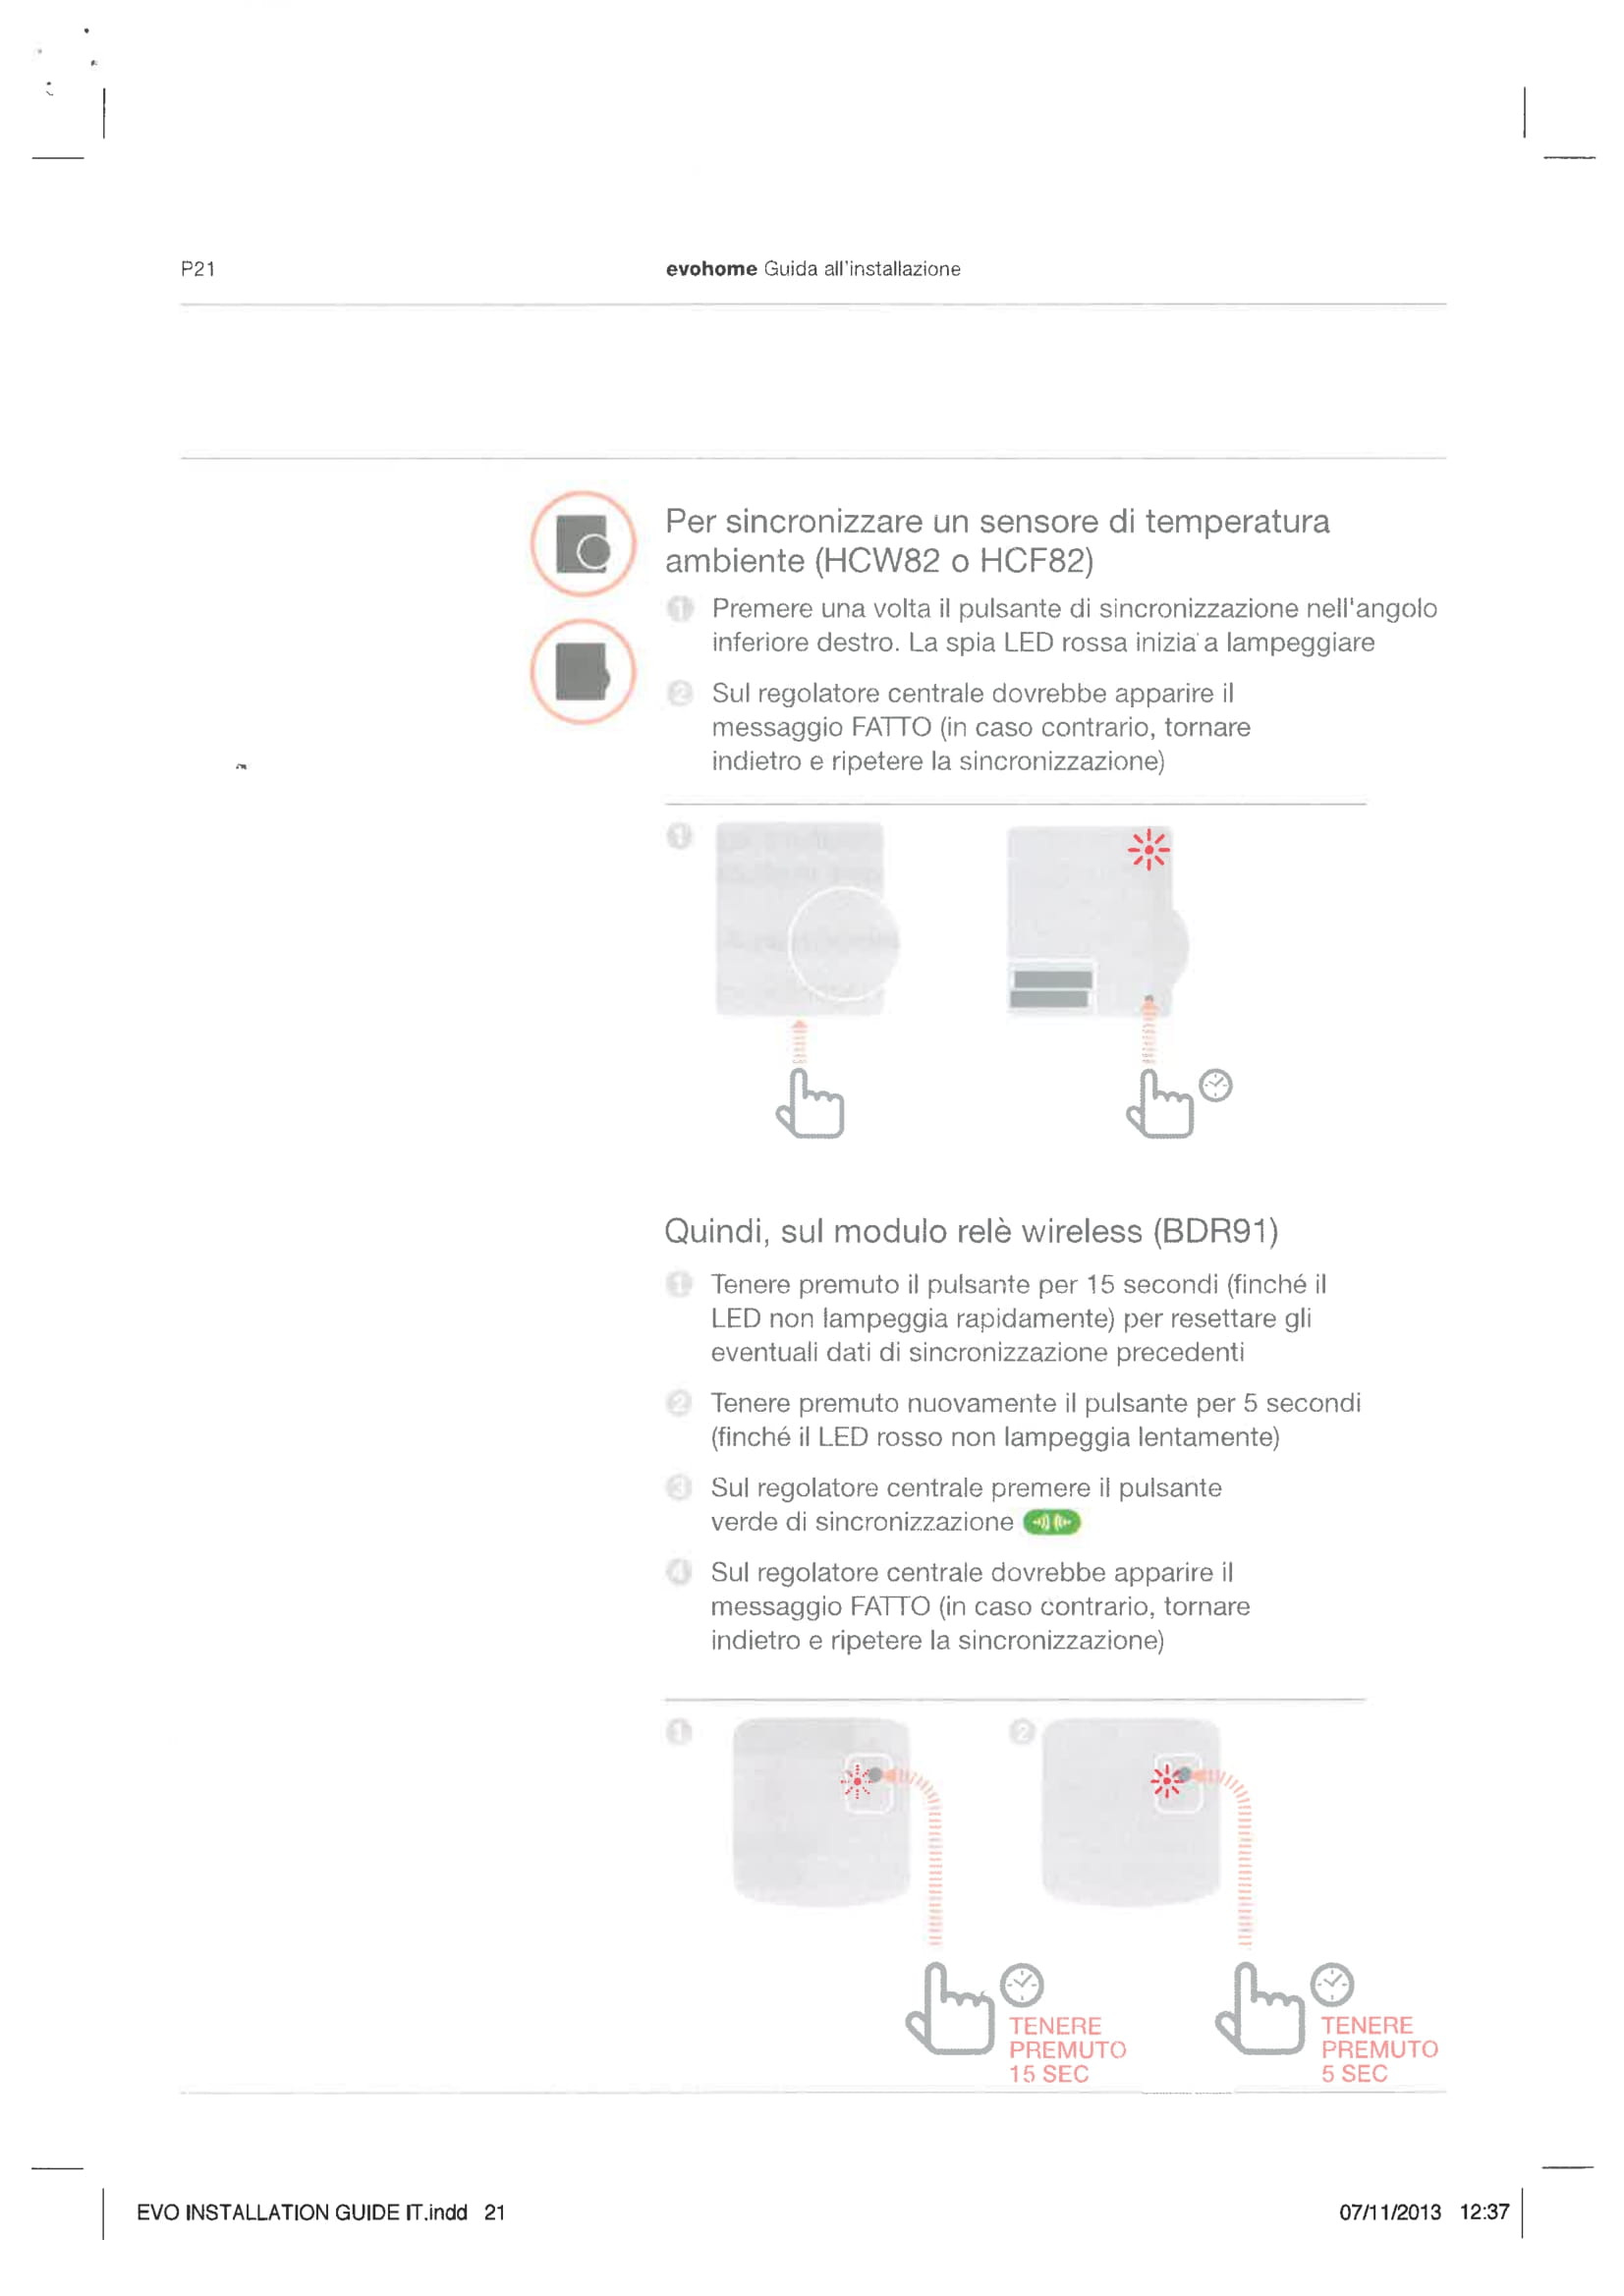 P21
evohome Guida all'installazione
Per sincronizzare un sensore di temperatura
ambiente (HCW82 o HCF82)
1 Premere una volta il pulsante di sincronizzazione nell'angolo
inferiore destro. La spia LED rossa inizia a lampeggiare
2 Sul regolatore centrale dovrebbe apparire il
messaggio FATTO (in caso contrario, tornare
indietro e ripetere la sincronizzazione)
1
Quindi, sul modulo relè wireless (BDR91)
1 Tenere premuto il pulsante per 15 secondi (finché il
LED non lampeggia rapidamente) per resettare gli
eventuali dati di sincronizzazione precedenti
2 Tenere premuto nuovamente il pulsante per 5 secondi
(finché il LED rosso non lampeggia lentamente)
3 Sul regolatore centrale premere il pulsante
verde di sincronizzazione
4 Sul regolatore centrale dovrebbe apparire il
messaggio FATTO (in caso contrario, tornare
indietro e ripetere la sincronizzazione)
1
2
TENERE
PREMUTO
15 SEC
TENERE
PREMUTO
5 SEC
EVO INSTALLATION GUIDE IT.indd 21
07/11/2013 12:37